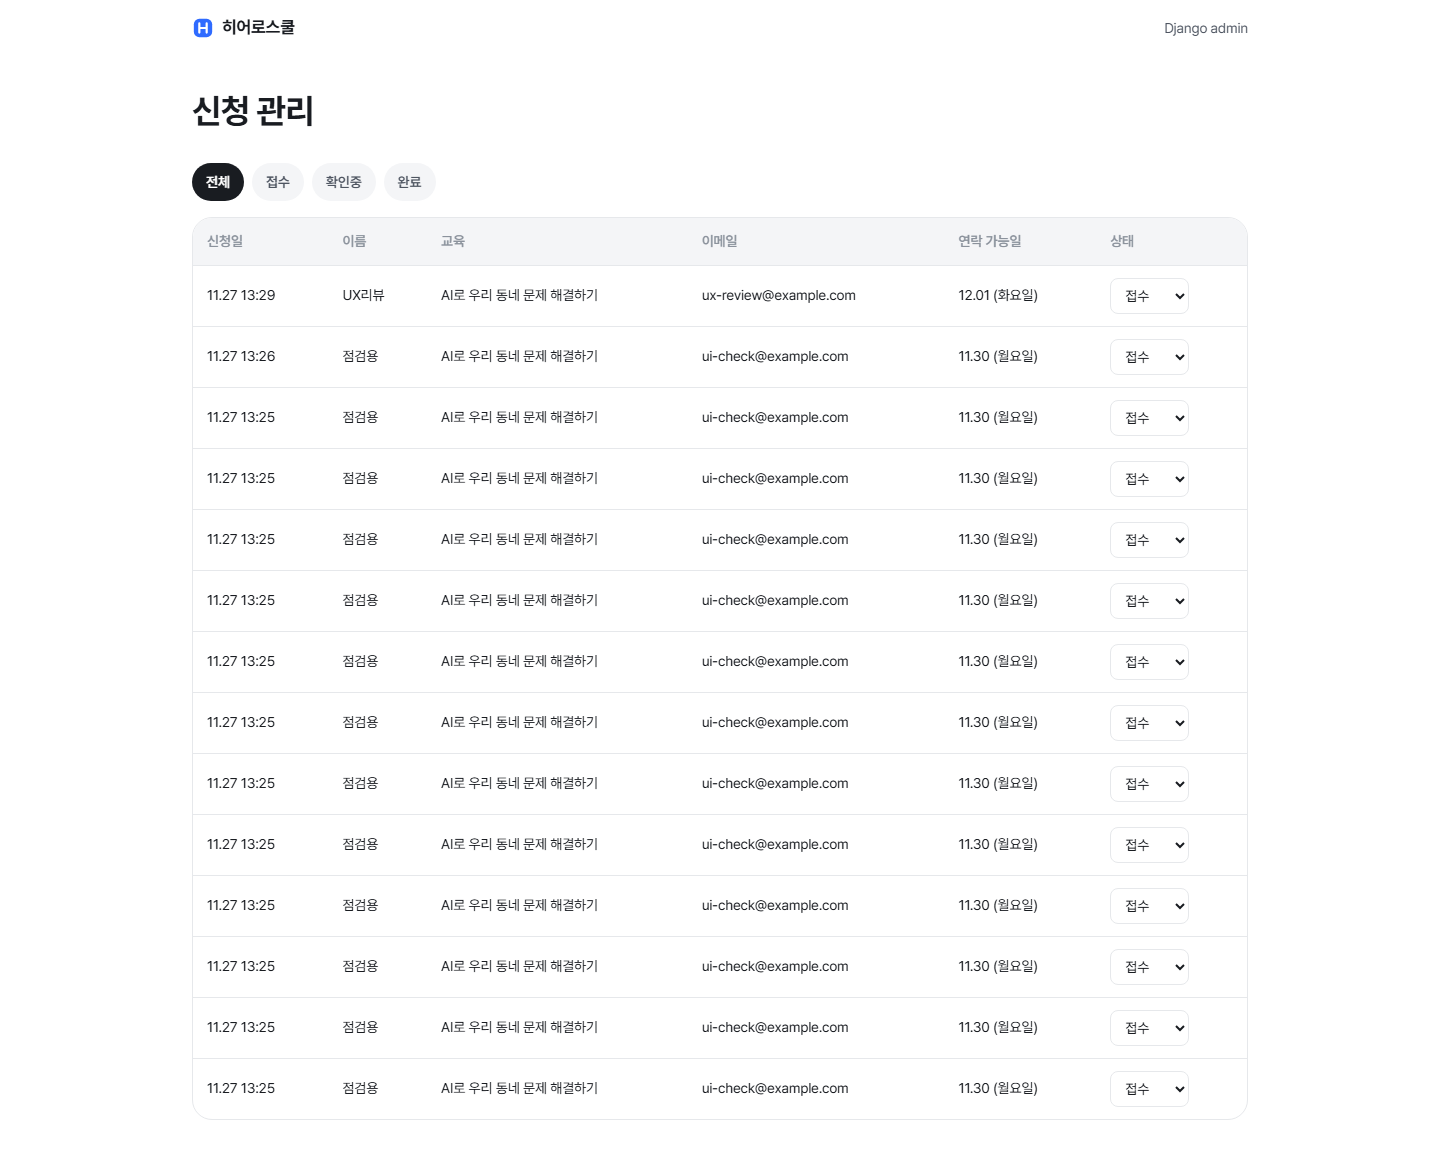 H 히어로스쿨 Django admin
신청 관리
전체 접수 확인중 완료
신청일 이름 교육 이메일 연락 가능일 상태
11.27 13:29 UX리뷰 AI로 우리 동네 문제 해결하기 ux-review@example.com 12.01 (화요일) 접수
11.27 13:26 점검용 AI로 우리 동네 문제 해결하기 ui-check@example.com 11.30 (월요일) 접수
11.27 13:25 점검용 AI로 우리 동네 문제 해결하기 ui-check@example.com 11.30 (월요일) 접수
11.27 13:25 점검용 AI로 우리 동네 문제 해결하기 ui-check@example.com 11.30 (월요일) 접수
11.27 13:25 점검용 AI로 우리 동네 문제 해결하기 ui-check@example.com 11.30 (월요일) 접수
11.27 13:25 점검용 AI로 우리 동네 문제 해결하기 ui-check@example.com 11.30 (월요일) 접수
11.27 13:25 점검용 AI로 우리 동네 문제 해결하기 ui-check@example.com 11.30 (월요일) 접수
11.27 13:25 점검용 AI로 우리 동네 문제 해결하기 ui-check@example.com 11.30 (월요일) 접수
11.27 13:25 점검용 AI로 우리 동네 문제 해결하기 ui-check@example.com 11.30 (월요일) 접수
11.27 13:25 점검용 AI로 우리 동네 문제 해결하기 ui-check@example.com 11.30 (월요일) 접수
11.27 13:25 점검용 AI로 우리 동네 문제 해결하기 ui-check@example.com 11.30 (월요일) 접수
11.27 13:25 점검용 AI로 우리 동네 문제 해결하기 ui-check@example.com 11.30 (월요일) 접수
11.27 13:25 점검용 AI로 우리 동네 문제 해결하기 ui-check@example.com 11.30 (월요일) 접수
11.27 13:25 점검용 AI로 우리 동네 문제 해결하기 ui-check@example.com 11.30 (월요일) 접수